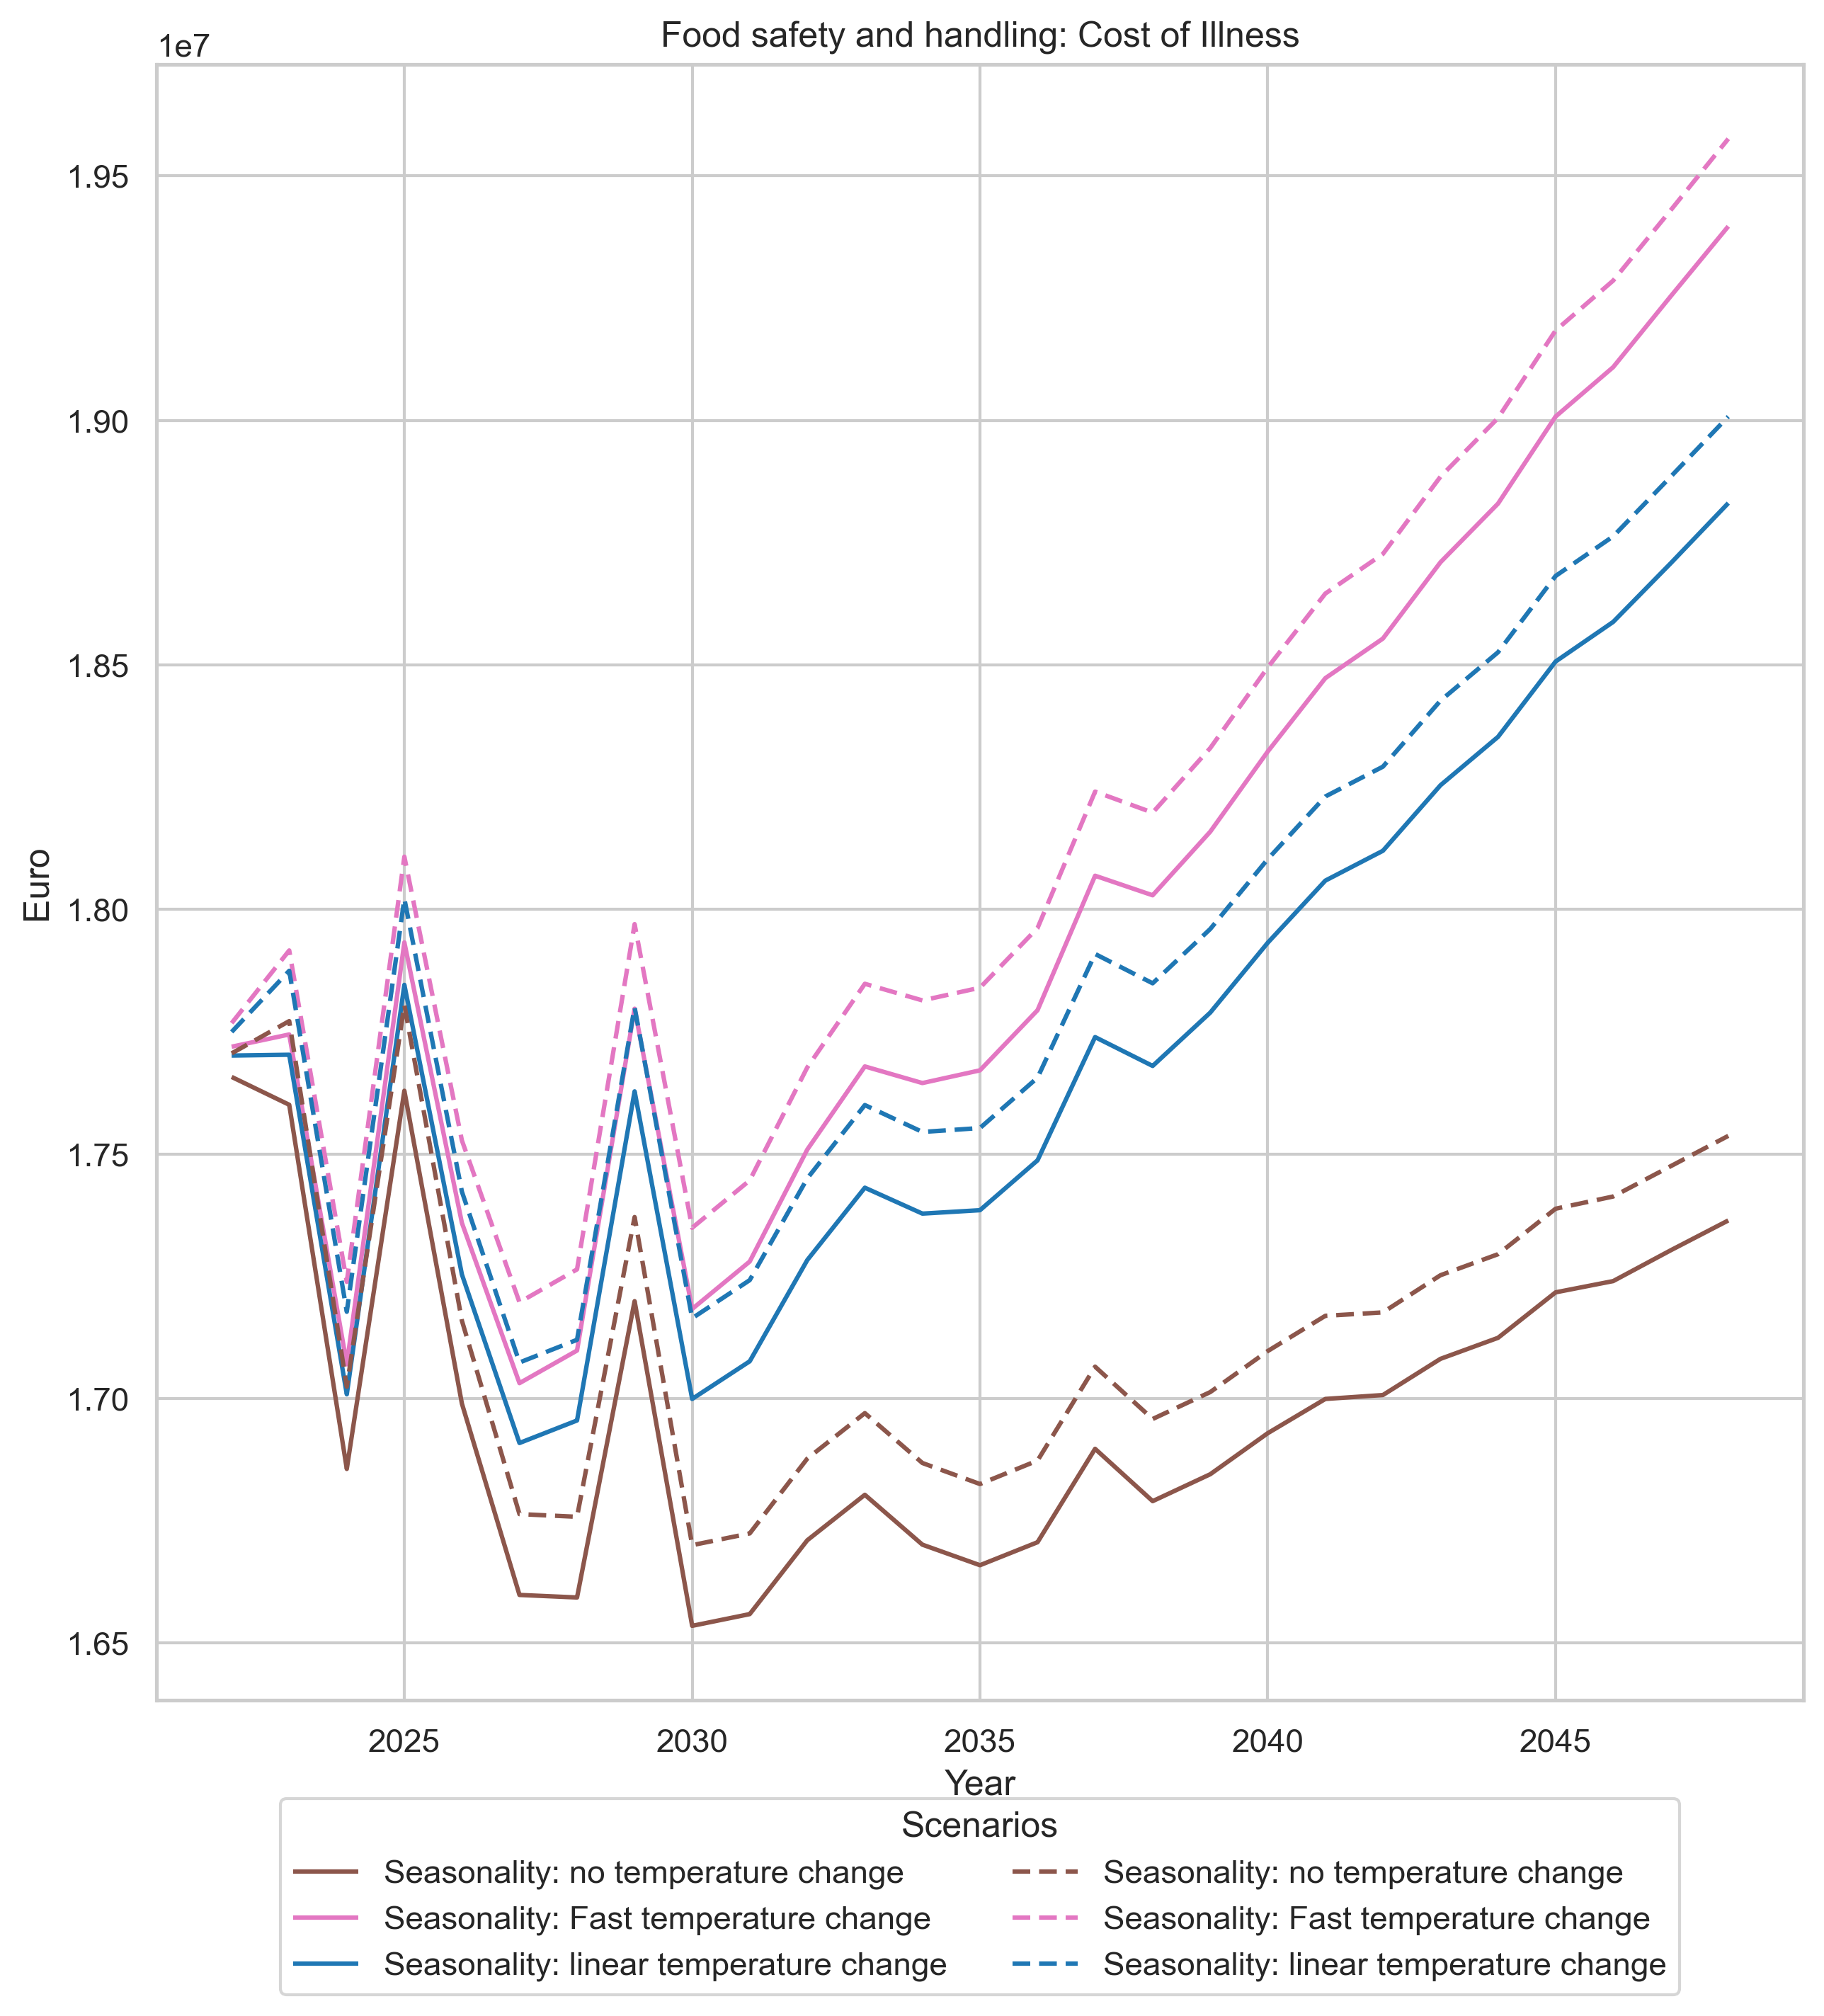 Food safety and handling: Cost of Illness
1e7
1.95
1.90
1.85
1.80
1.75
1.70
1.65
Euro
2025 2030 2035 2040 2045
Year
Scenarios
Seasonality: no temperature change Seasonality: no temperature change
Seasonality: Fast temperature change Seasonality: Fast temperature change
Seasonality: linear temperature change Seasonality: linear temperature change